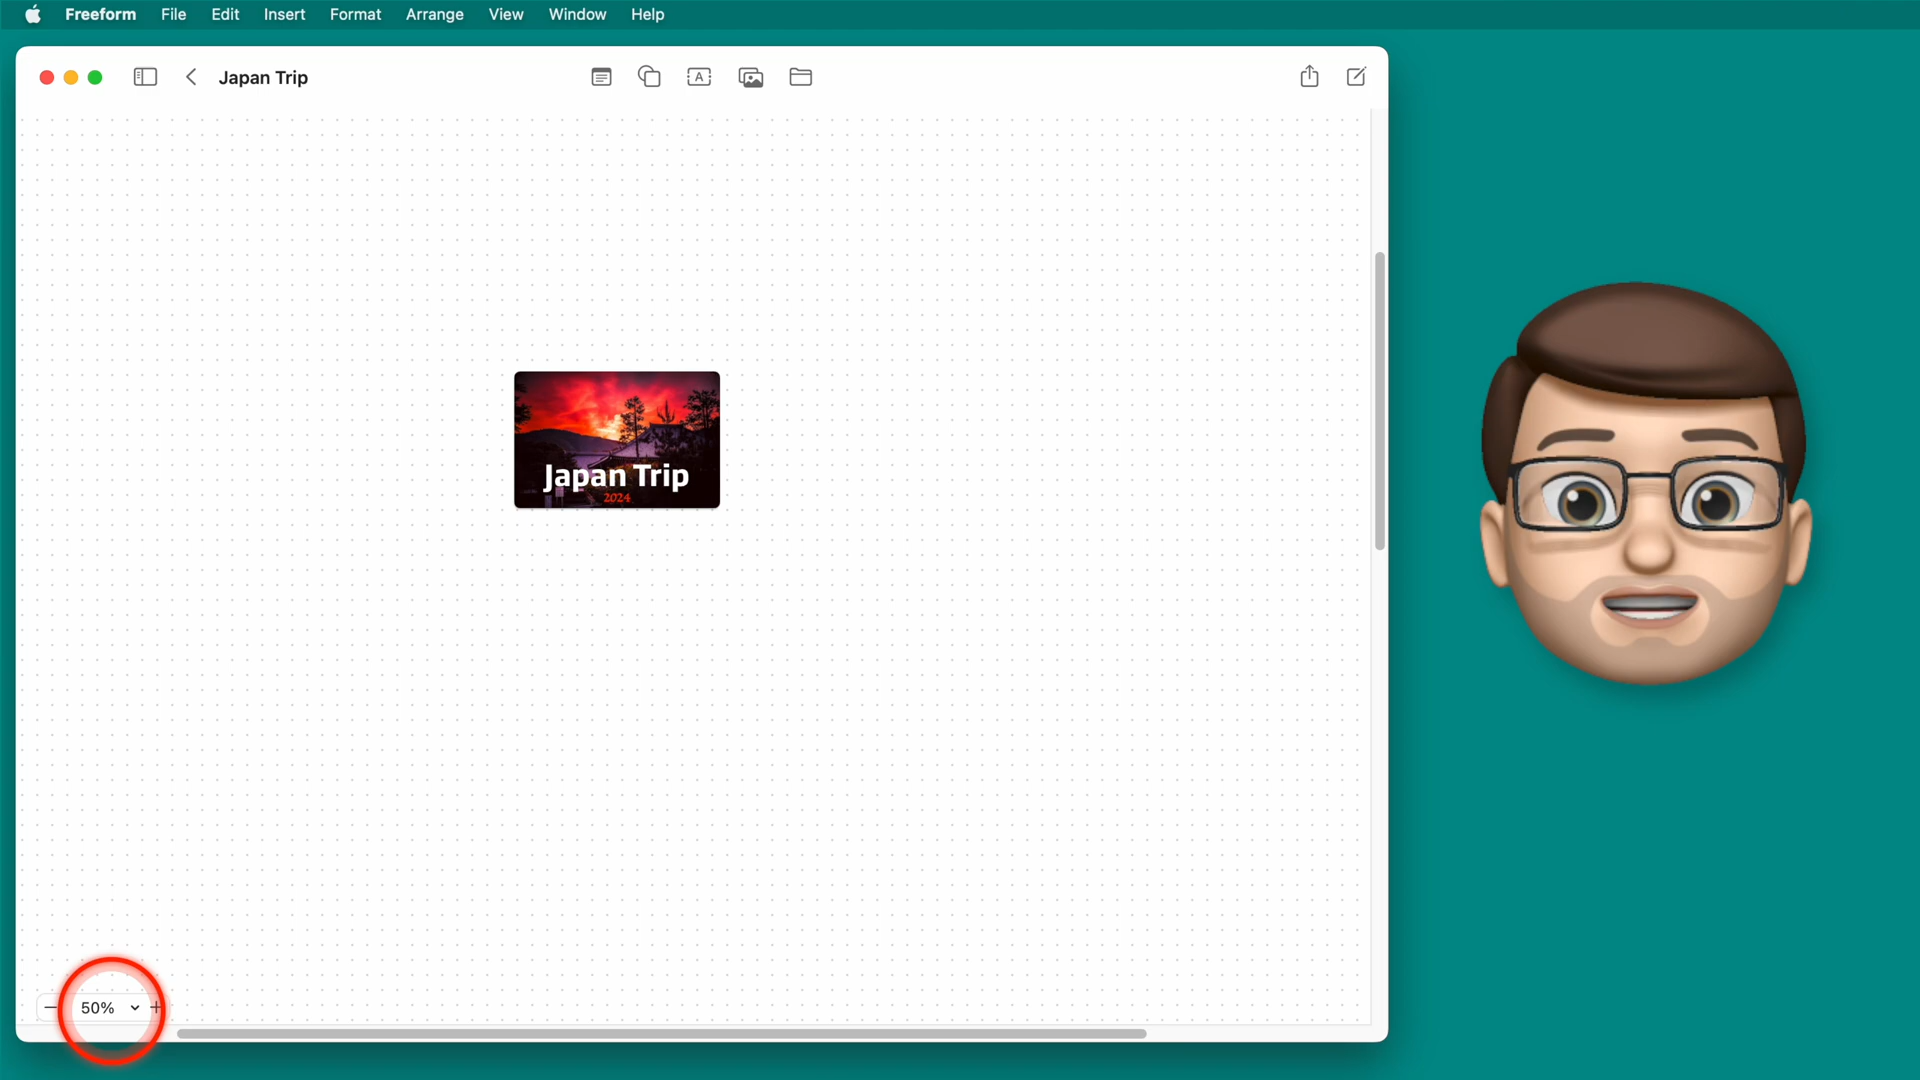 Freeform File Edit Insert Format Arrange View Window Help
Japan Trip
A
Japan Trip
2024
50%